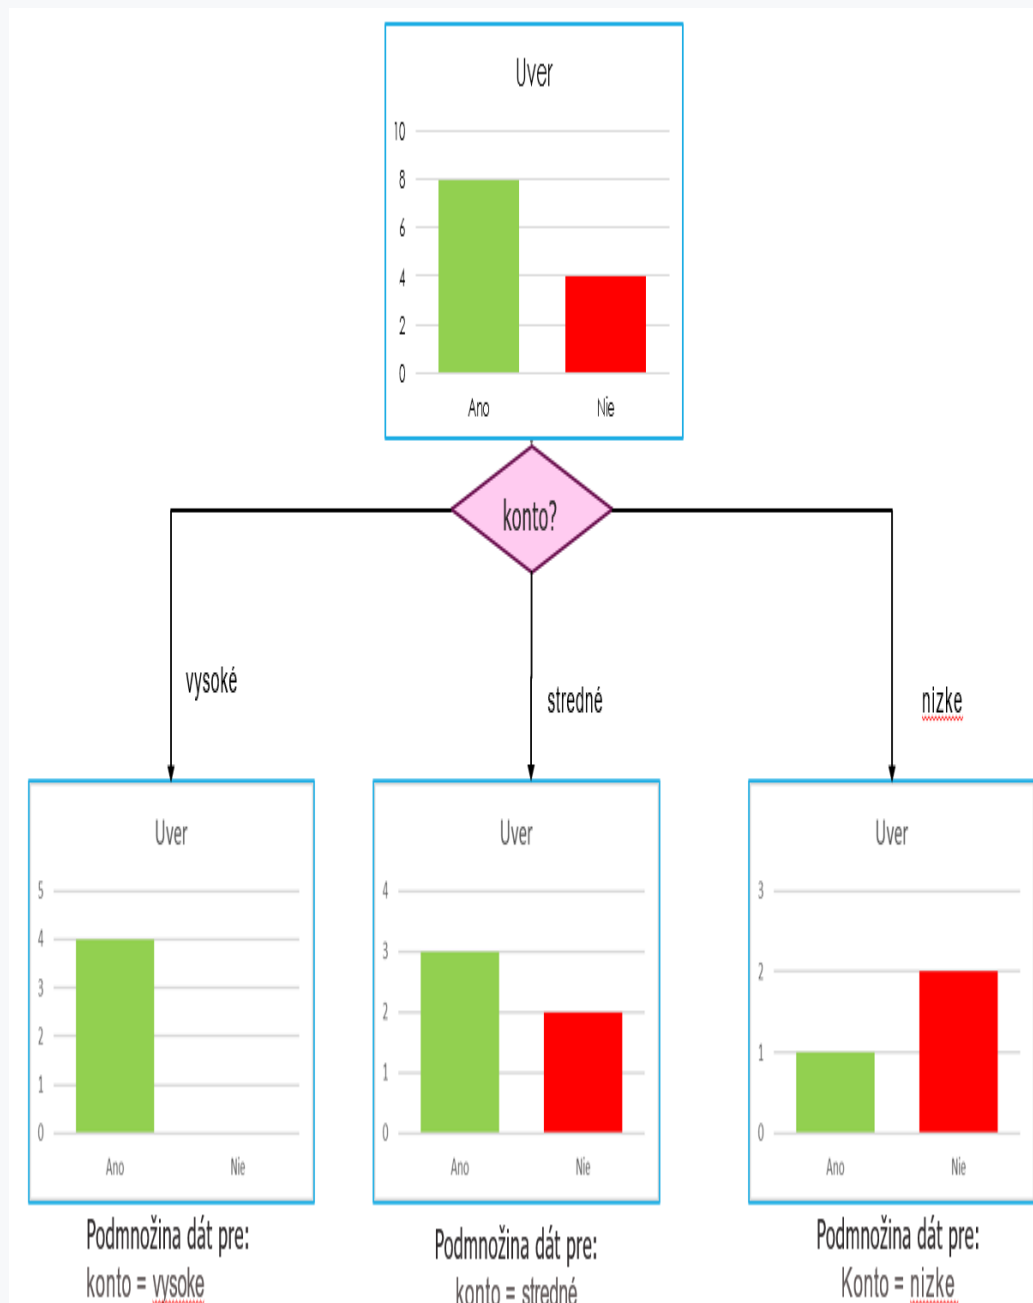 Uver
10
8
6
4
2
0
Ano Nie
konto?
vysoké
stredné
nizke
Uver
5
4
3
2
1
0
Ano Nie
Podmnožina dát pre:
konto = vysoke
Uver
4
3
2
1
0
Ano Nie
Podmnožina dát pre:
konto = stredné
Uver
3
2
1
0
Ano Nie
Podmnožina dát pre:
Konto = nizke